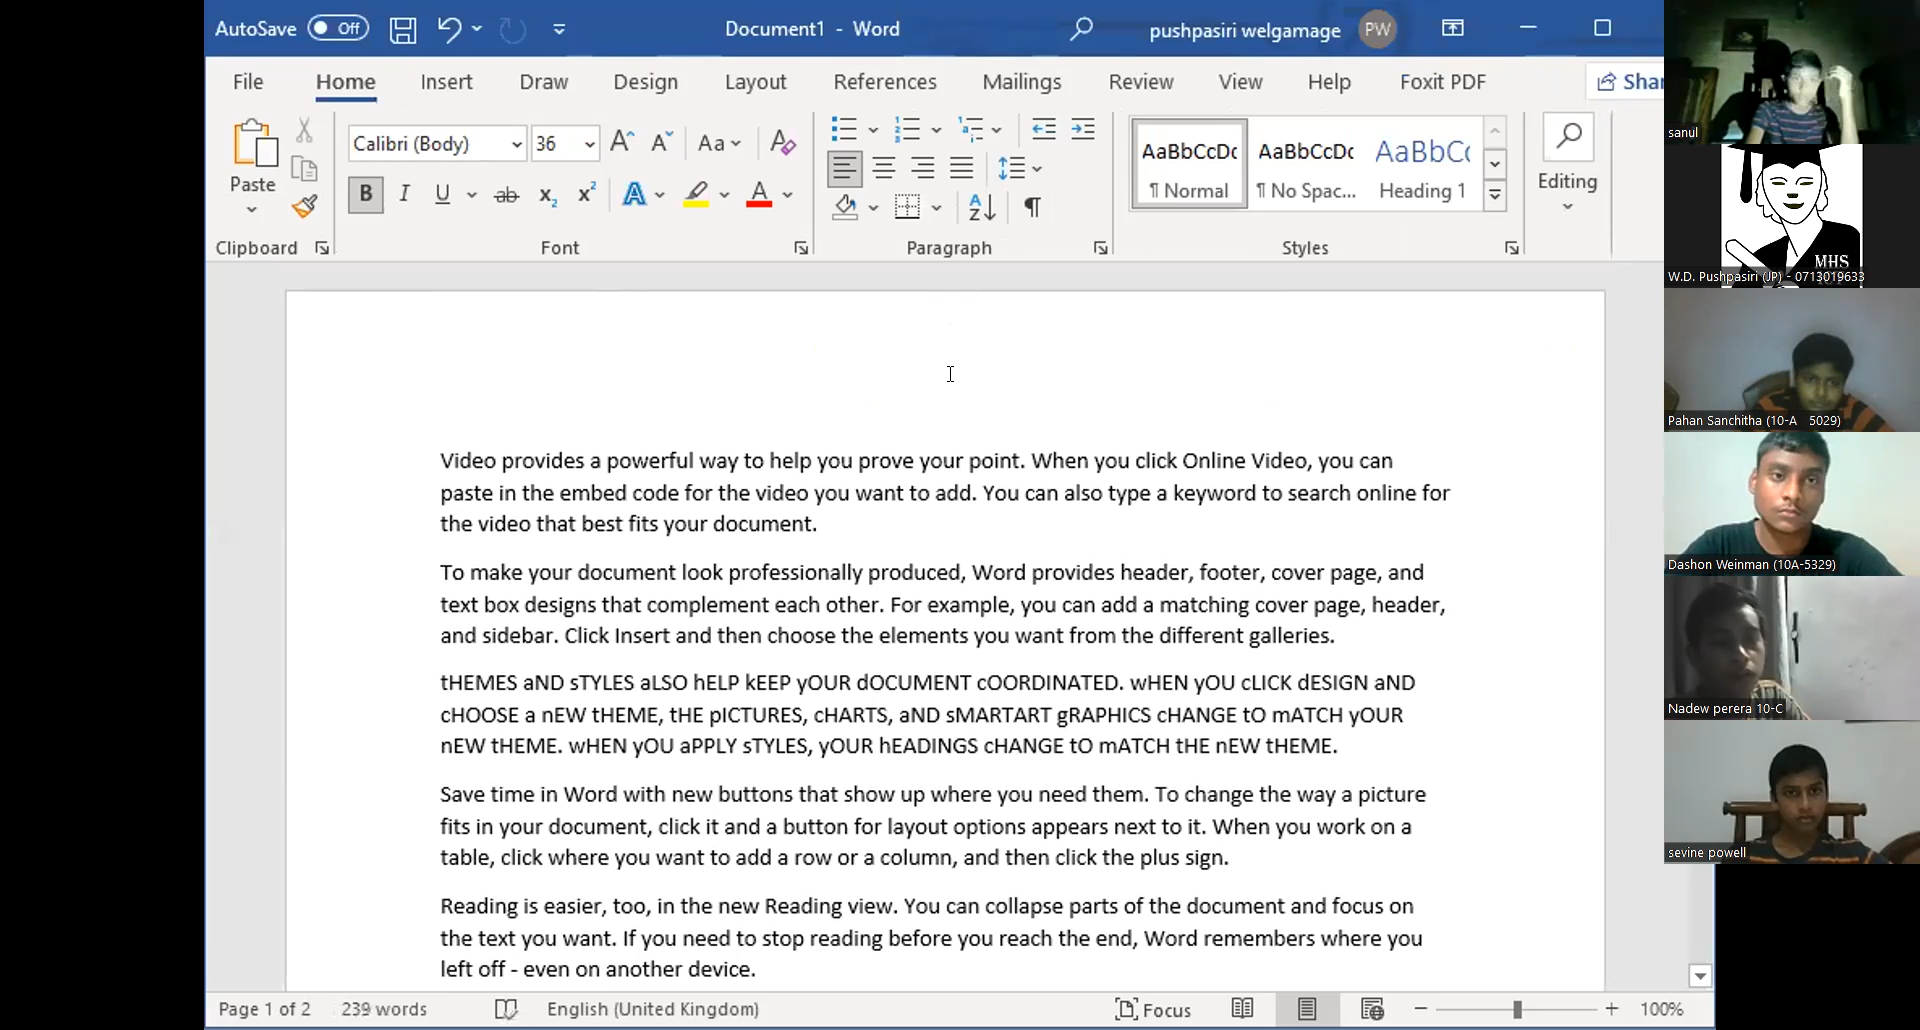 AutoSave Off Document1 - Word pushpasiri welgamage PW
File Home Insert Draw Design Layout References Mailings Review View Help Foxit PDF Shar
Paste
Calibri (Body) 36 Aa
B I U ab x2 x2 A A
AaBbCcDc AaBbCcDc AaBbCc
¶ Normal ¶ No Spac... Heading 1
Editing
Clipboard Font Paragraph Styles
Video provides a powerful way to help you prove your point. When you click Online Video, you can
paste in the embed code for the video you want to add. You can also type a keyword to search online for
the video that best fits your document.
To make your document look professionally produced, Word provides header, footer, cover page, and
text box designs that complement each other. For example, you can add a matching cover page, header,
and sidebar. Click Insert and then choose the elements you want from the different galleries.
tHEMES aND sTYLES aLSO hELP kEEP yOUR dOCUMENT cOORDINATED. wHEN yOU cLICK dESIGN aND
cHOOSE a nEW tHEME, tHE pICTURES, cHARTS, aND sMARTART gRAPHICS cHANGE tO mATCH yOUR
nEW tHEME. wHEN yOU aPPLY sTYLES, yOUR hEADINGS cHANGE tO mATCH tHE nEW tHEME.
Save time in Word with new buttons that show up where you need them. To change the way a picture
fits in your document, click it and a button for layout options appears next to it. When you work on a
table, click where you want to add a row or a column, and then click the plus sign.
Reading is easier, too, in the new Reading view. You can collapse parts of the document and focus on
the text you want. If you need to stop reading before you reach the end, Word remembers where you
left off - even on another device.
Page 1 of 2 239 words English (United Kingdom) Focus 100%
sanul
MHS
W.D. Pushpasiri (JP) - 0713019633
Pahan Sanchitha (10-A 5029)
Dashon Weinman (10A-5329)
Nadew perera 10-C
sevine powell